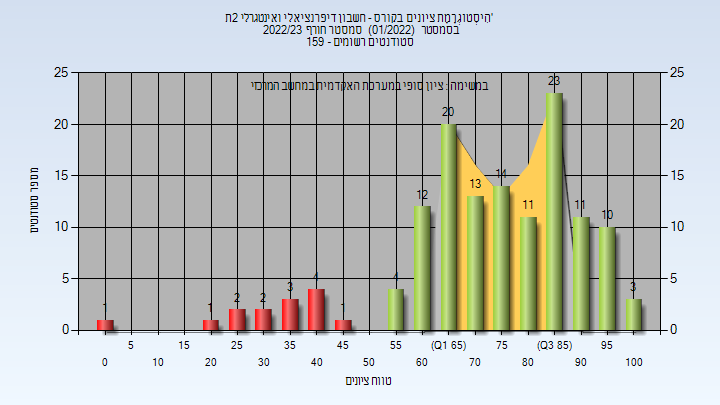 היסטוגרמת ציונים בקורס - חשבון דיפרנציאלי ואינטגרלי 2ת'
בסמסטר (01/2022) סמסטר חורף 2022/23
סטודנטים רשומים - 159
במשימה : ציון סופי במערכת האקדמית במחשב המרכזי
25 25
20 20
15 15
10 10
5 5
0 0
מספר סטודנטים
1 1 2 2 3 4 1 4 12 20 13 14 11 23 11 10 3
5 15 25 35 45 55 (Q1 65) 75 (Q3 85) 95
0 10 20 30 40 50 60 70 80 90 100
טווח ציונים